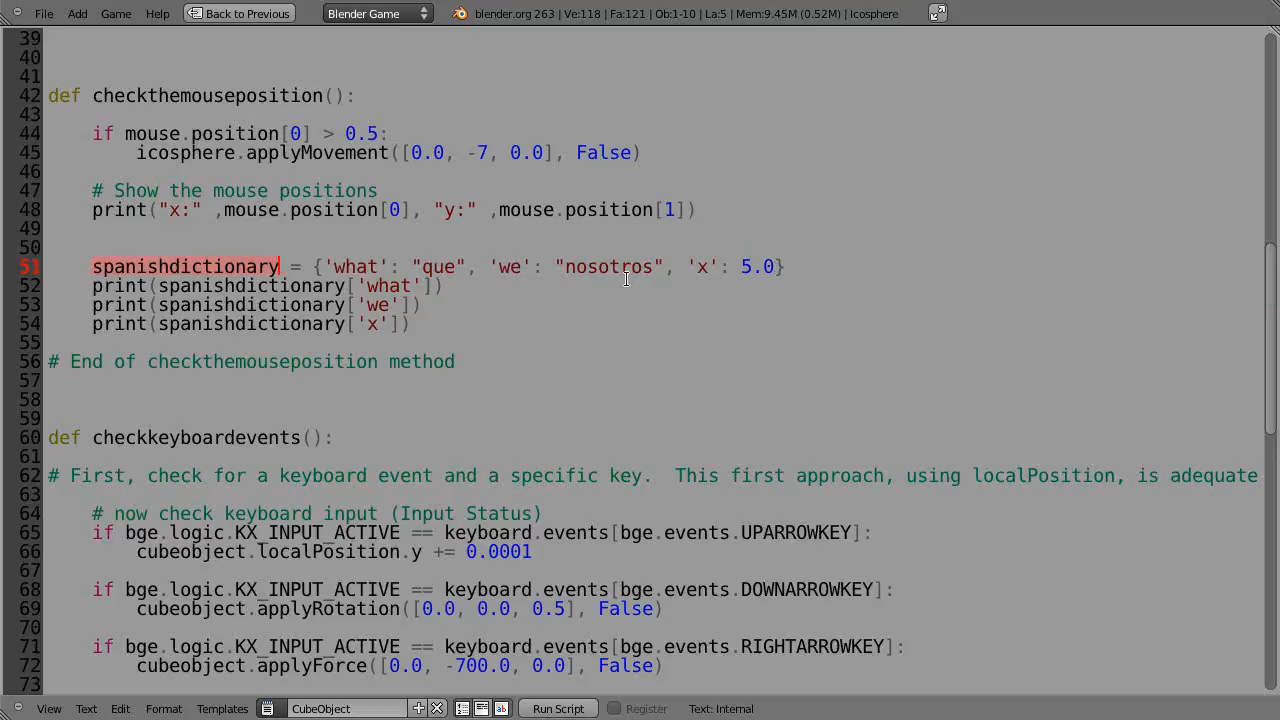 File Add Game Help Back to Previous Blender Game blender.org 263 | Ve:118 | Fa:121 | Ob:1-10 | La:5 | Mem:9.45M (0.52M) | Icosphere
39
40
41
42 def checkthemouseposition():
43
44 if mouse.position[0] > 0.5:
45 icosphere.applyMovement([0.0, -7, 0.0], False)
46
47 # Show the mouse positions
48 print("x:" ,mouse.position[0], "y:" ,mouse.position[1])
49
50
51 spanishdictionary = {'what': "que", 'we': "nosotros", 'x': 5.0}
52 print(spanishdictionary['what'])
53 print(spanishdictionary['we'])
54 print(spanishdictionary['x'])
55
56 # End of checkthemouseposition method
57
58
59
60 def checkkeyboardevents():
61
62 # First, check for a keyboard event and a specific key.  This first approach, using localPosition, is adequate
63
64 # now check keyboard input (Input Status)
65 if bge.logic.KX_INPUT_ACTIVE == keyboard.events[bge.events.UPARROWKEY]:
66 cubeobject.localPosition.y += 0.0001
67
68 if bge.logic.KX_INPUT_ACTIVE == keyboard.events[bge.events.DOWNARROWKEY]:
69 cubeobject.applyRotation([0.0, 0.0, 0.5], False)
70
71 if bge.logic.KX_INPUT_ACTIVE == keyboard.events[bge.events.RIGHTARROWKEY]:
72 cubeobject.applyForce([0.0, -700.0, 0.0], False)
73
View Text Edit Format Templates CubeObject Run Script Register Text: Internal